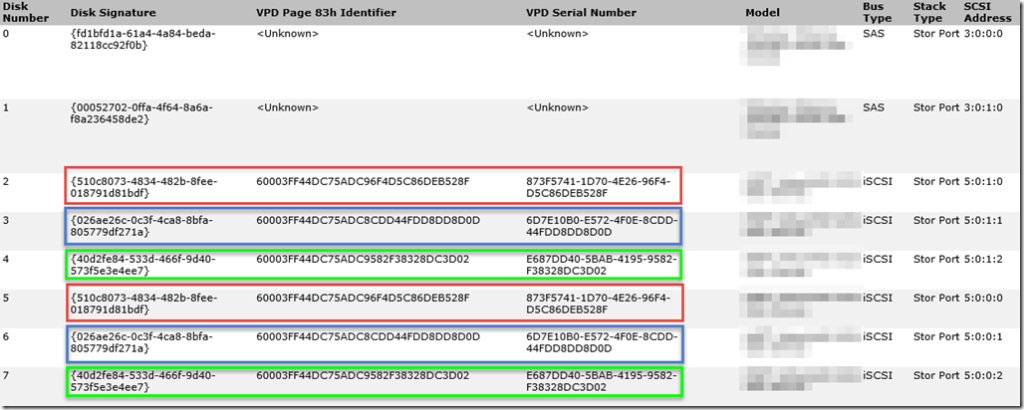 Disk Number Disk Signature VPD Page 83h Identifier VPD Serial Number Model Bus Type Stack Type SCSI Address
0 {fd1bfd1a-61a4-4a84-beda- <Unknown> <Unknown> SAS Stor Port 3:0:0:0
82118cc92f0b}
1 {00052702-0ffa-4f64-8a6a- <Unknown> <Unknown> SAS Stor Port 3:0:1:0
f8a236458de2}
2 {510c8073-4834-482b-8fee- 60003FF44DC75ADC96F4D5C86DEB528F 873F5741-1D70-4E26-96F4- iSCSI Stor Port 5:0:1:0
018791d81bdf} D5C86DEB528F
3 {026ae26c-0c3f-4ca8-8bfa- 60003FF44DC75ADC8CDD44FDD8DD8D0D 6D7E10B0-E572-4F0E-8CDD- iSCSI Stor Port 5:0:1:1
805779df271a} 44FDD8DD8D0D
4 {40d2fe84-533d-466f-9d40- 60003FF44DC75ADC9582F38328DC3D02 E687DD40-5BAB-4195-9582- iSCSI Stor Port 5:0:1:2
573f5e3e4ee7} F38328DC3D02
5 {510c8073-4834-482b-8fee- 60003FF44DC75ADC96F4D5C86DEB528F 873F5741-1D70-4E26-96F4- iSCSI Stor Port 5:0:0:0
018791d81bdf} D5C86DEB528F
6 {026ae26c-0c3f-4ca8-8bfa- 60003FF44DC75ADC8CDD44FDD8DD8D0D 6D7E10B0-E572-4F0E-8CDD- iSCSI Stor Port 5:0:0:1
805779df271a} 44FDD8DD8D0D
7 {40d2fe84-533d-466f-9d40- 60003FF44DC75ADC9582F38328DC3D02 E687DD40-5BAB-4195-9582- iSCSI Stor Port 5:0:0:2
573f5e3e4ee7} F38328DC3D02